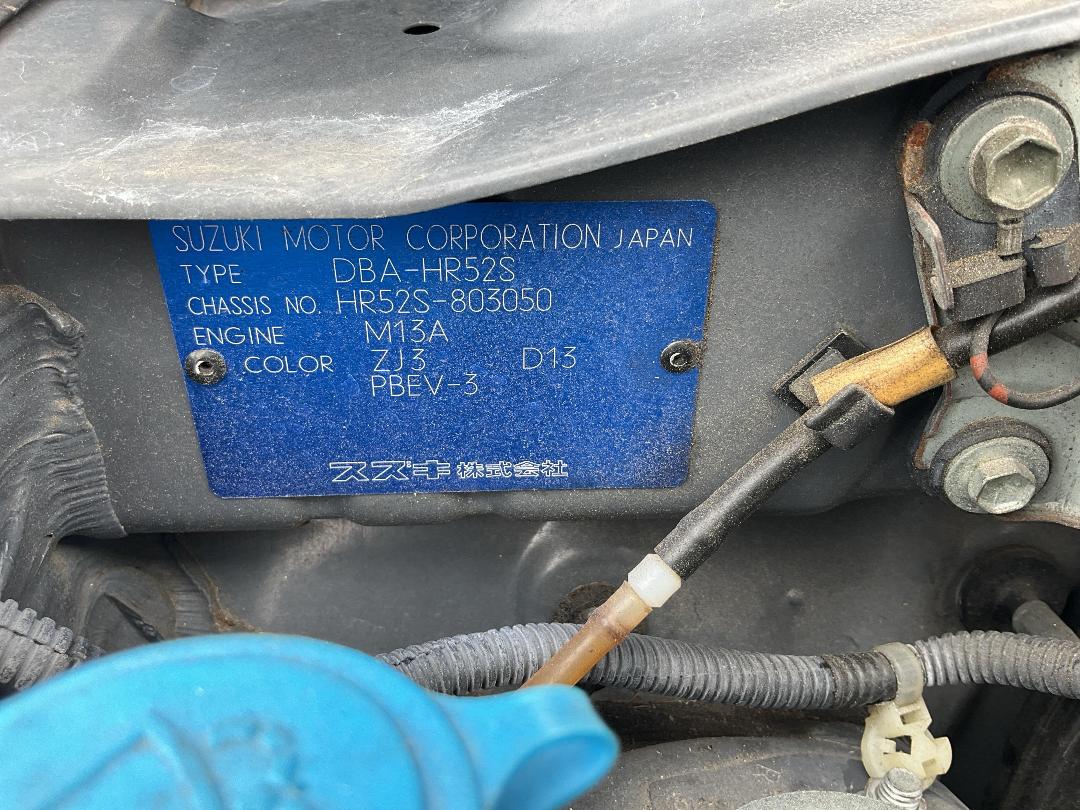 SUZUKI MOTOR CORPORATION JAPAN
TYPE DBA-HR52S
CHASSIS NO. HR52S-803050
ENGINE M13A
COLOR ZJ3 D13
PBEV-3
スズキ株式会社